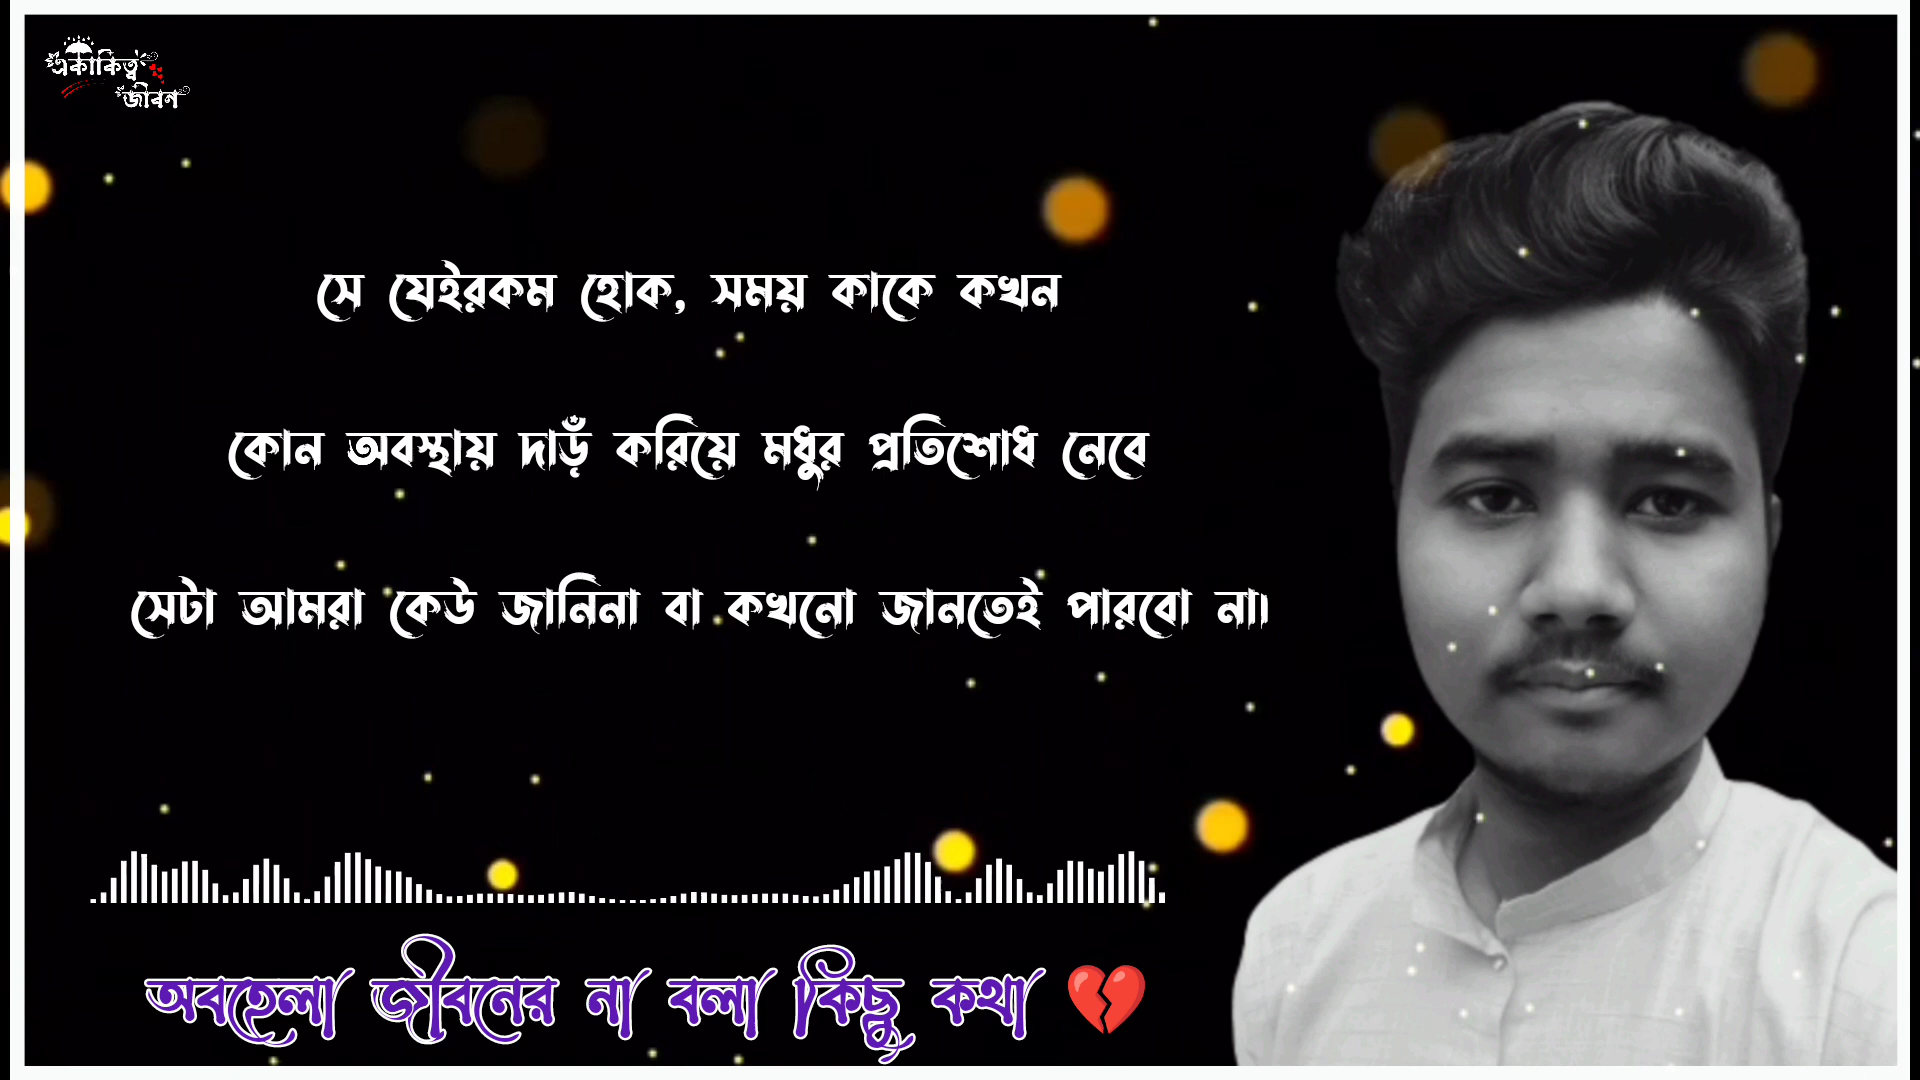 একাকিত্ব
জীবন
সে যেইরকম হোক, সময় কাকে কখন
কোন অবস্থায় দাড়ঁ করিয়ে মধুর প্রতিশোধ নেবে
সেটা আমরা কেউ জানিনা বা কখনো জানতেই পারবো না।
অবহেলা জীবনের না বলা কিছু কথা 💔